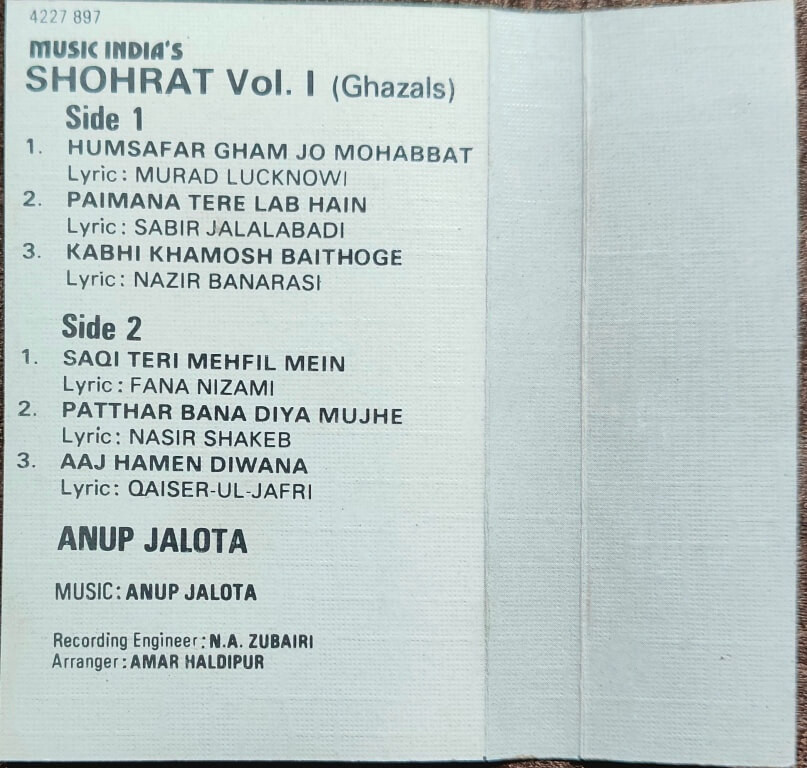 4227 897
MUSIC INDIA'S
SHOHRAT Vol. I (Ghazals)
Side 1
1. HUMSAFAR GHAM JO MOHABBAT
Lyric: MURAD LUCKNOWI
2. PAIMANA TERE LAB HAIN
Lyric: SABIR JALALABADI
3. KABHI KHAMOSH BAITHOGE
Lyric: NAZIR BANARASI
Side 2
1. SAQI TERI MEHFIL MEIN
Lyric: FANA NIZAMI
2. PATTHAR BANA DIYA MUJHE
Lyric: NASIR SHAKEB
3. AAJ HAMEN DIWANA
Lyric: QAISER-UL-JAFRI
ANUP JALOTA
MUSIC: ANUP JALOTA
Recording Engineer: N.A. ZUBAIRI
Arranger: AMAR HALDIPUR